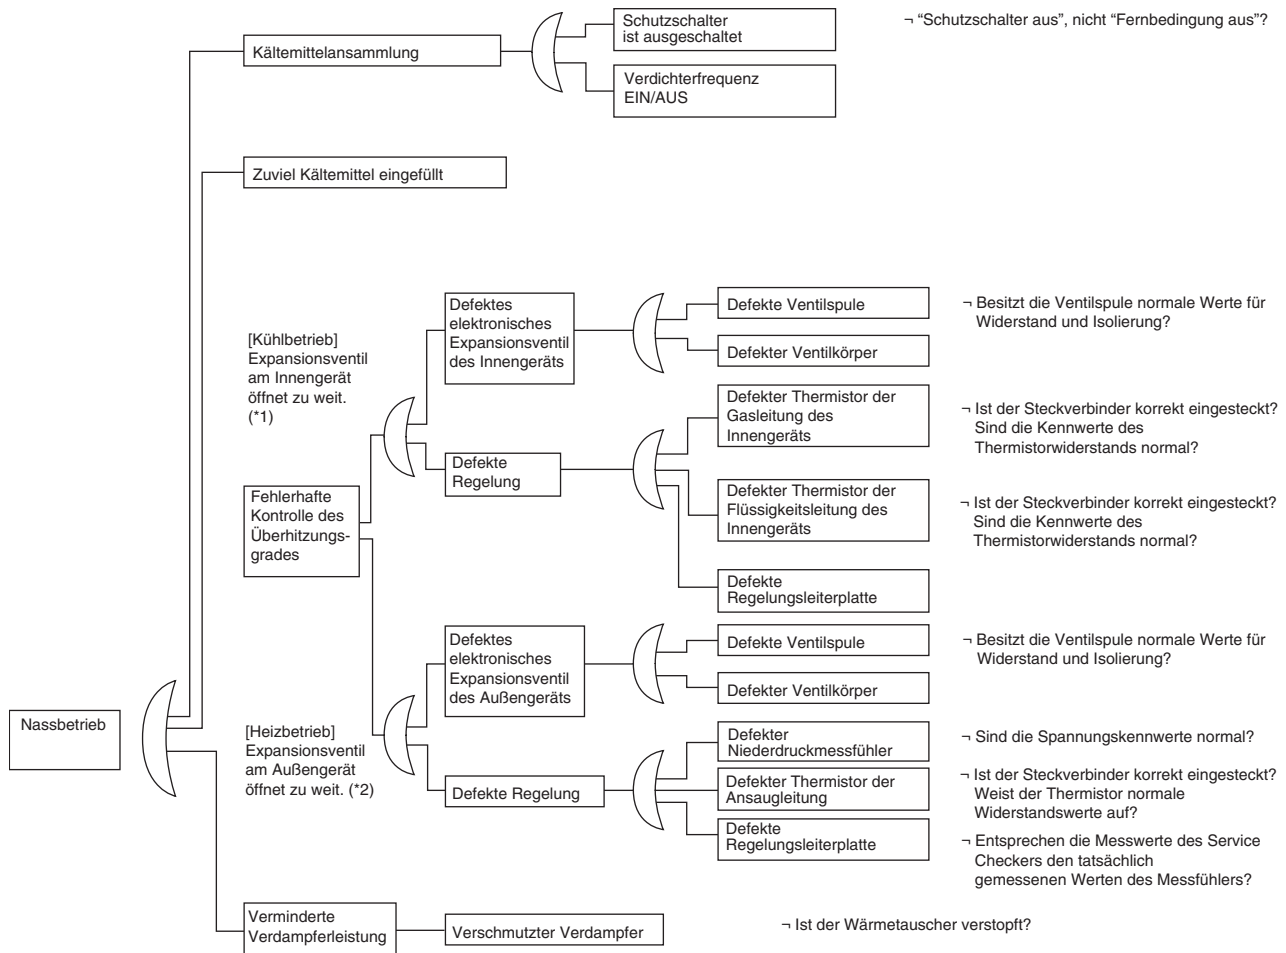 Schutzschalter
ist ausgeschaltet
¬ “Schutzschalter aus”, nicht “Fernbedingung aus”?
Kältemittelansammlung
Verdichterfrequenz
EIN/AUS
Zuviel Kältemittel eingefüllt
[Kühlbetrieb]
Expansionsventil
am Innengerät
öffnet zu weit.
(*1)
Defektes
elektronisches
Expansionsventil
des Innengeräts
Defekte Ventilspule
¬ Besitzt die Ventilspule normale Werte für
Widerstand und Isolierung?
Defekter Ventilkörper
Defekte
Regelung
Defekter Thermistor der
Gasleitung des
Innengeräts
¬ Ist der Steckverbinder korrekt eingesteckt?
Sind die Kennwerte des
Thermistorwiderstands normal?
Defekter Thermistor der
Flüssigkeitsleitung des
Innengeräts
¬ Ist der Steckverbinder korrekt eingesteckt?
Sind die Kennwerte des
Thermistorwiderstands normal?
Defekte
Regelungsleiterplatte
Fehlerhafte
Kontrolle des
Überhitzungs-
grades
Defektes
elektronisches
Expansionsventil
des Außengeräts
Defekte Ventilspule
¬ Besitzt die Ventilspule normale Werte für
Widerstand und Isolierung?
Defekter Ventilkörper
Nassbetrieb
[Heizbetrieb]
Expansionsventil
am Außengerät
öffnet zu weit. (*2)
Defekte Regelung
Defekter
Niederdruckmessfühler
¬ Sind die Spannungskennwerte normal?
Defekter Thermistor der
Ansaugleitung
¬ Ist der Steckverbinder korrekt eingesteckt?
Weist der Thermistor normale
Widerstandswerte auf?
Defekte
Regelungsleiterplatte
¬ Entsprechen die Messwerte des Service
Checkers den tatsächlich
gemessenen Werten des Messfühlers?
Verminderte
Verdampferleistung
Verschmutzter Verdampfer
¬ Ist der Wärmetauscher verstopft?